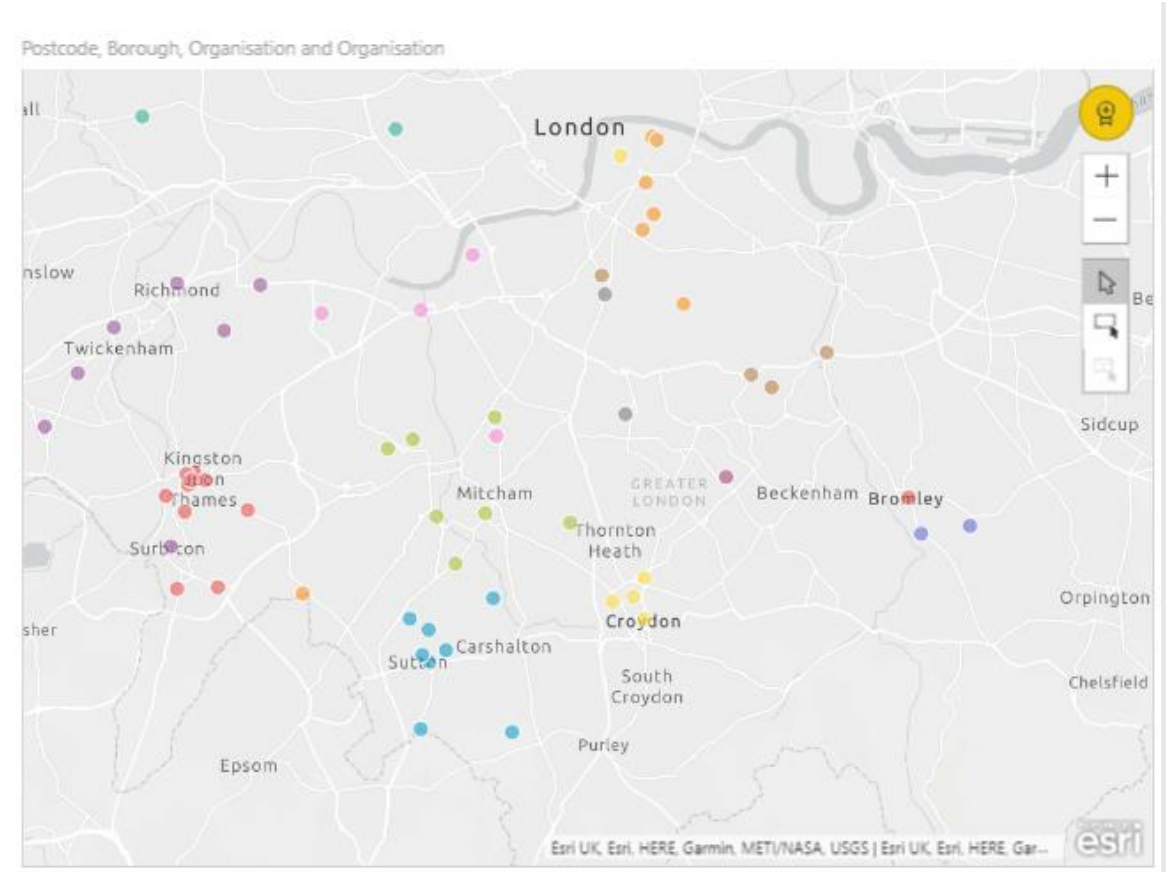 Postcode, Borough, Organisation and Organisation
all
London
nslow
Richmond
Be
Twickenham
Sidcup
Kingston
upon
Thames
GREATER
LONDON
Mitcham
Beckenham
Bromley
Thornton
Heath
Surbiton
Orpington
sher
Croydon
Carshalton
Sutton
South
Croydon
Chelsfield
Purley
Epsom
Esri UK, Esri, HERE, Garmin, METI/NASA, USGS | Esri UK, Esri, HERE, Gar...
esri